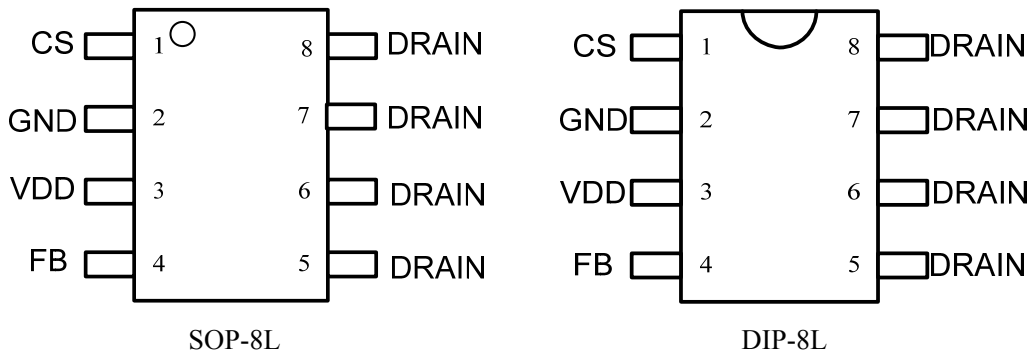 CS 1 8 DRAIN CS 1 8 DRAIN
GND 2 7 DRAIN GND 2 7 DRAIN
VDD 3 6 DRAIN VDD 3 6 DRAIN
FB 4 5 DRAIN FB 4 5 DRAIN
SOP-8L DIP-8L